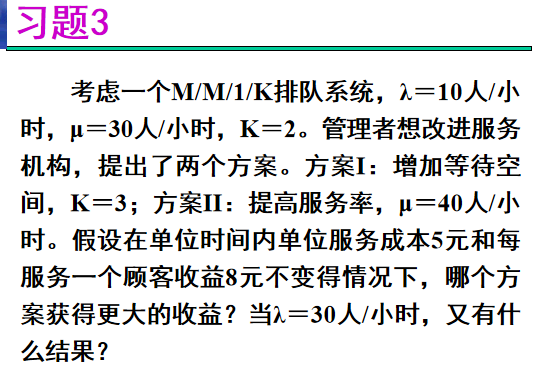 习题3
考虑一个M/M/1/K排队系统，λ＝10人/小
时，μ＝30人/小时，K＝2。管理者想改进服务
机构，提出了两个方案。方案I：增加等待空
间，K＝3；方案II：提高服务率，μ＝40人/小
时。假设在单位时间内单位服务成本5元和每
服务一个顾客收益8元不变得情况下，哪个方
案获得更大的收益？当λ＝30人/小时，又有什
么结果？